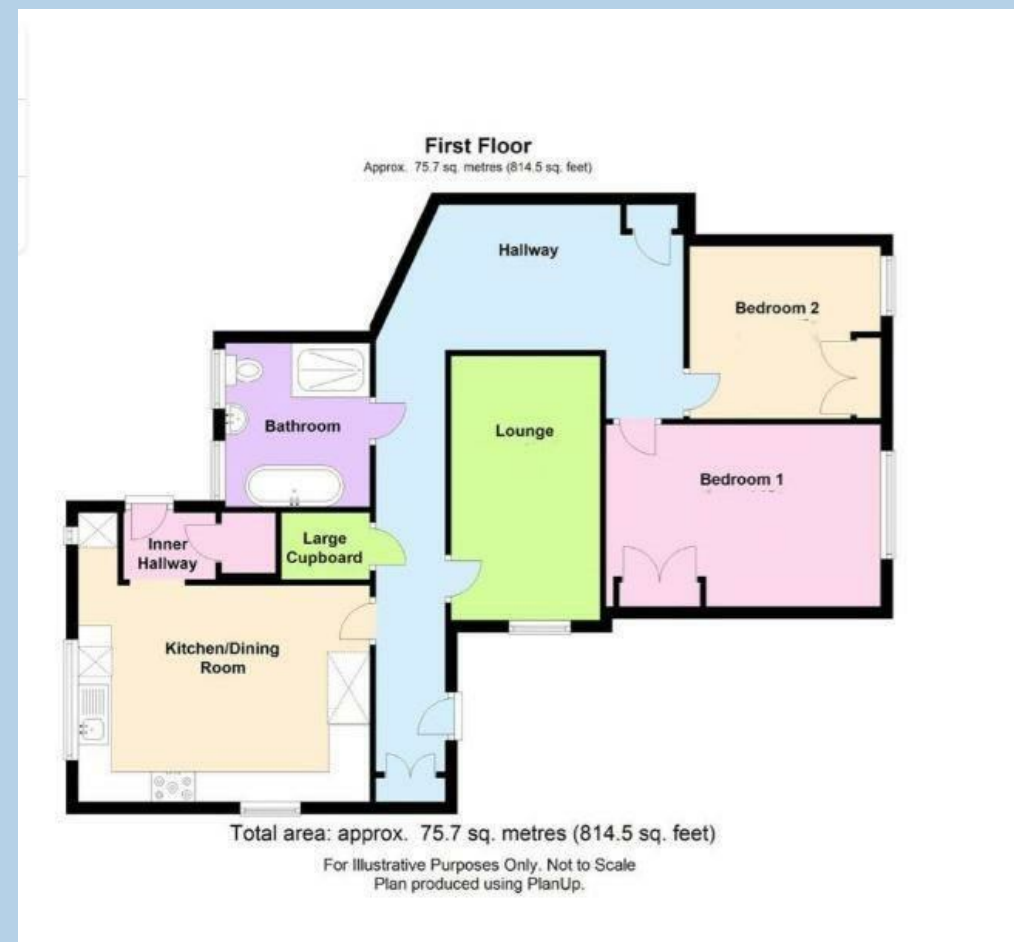 First Floor
Approx. 75.7 sq. metres (814.5 sq. feet)
Hallway
Bedroom 2
Bathroom
Lounge
Bedroom 1
Inner
Hallway
Large
Cupboard
Kitchen/Dining
Room
Total area: approx. 75.7 sq. metres (814.5 sq. feet)
For Illustrative Purposes Only. Not to Scale
Plan produced using PlanUp.